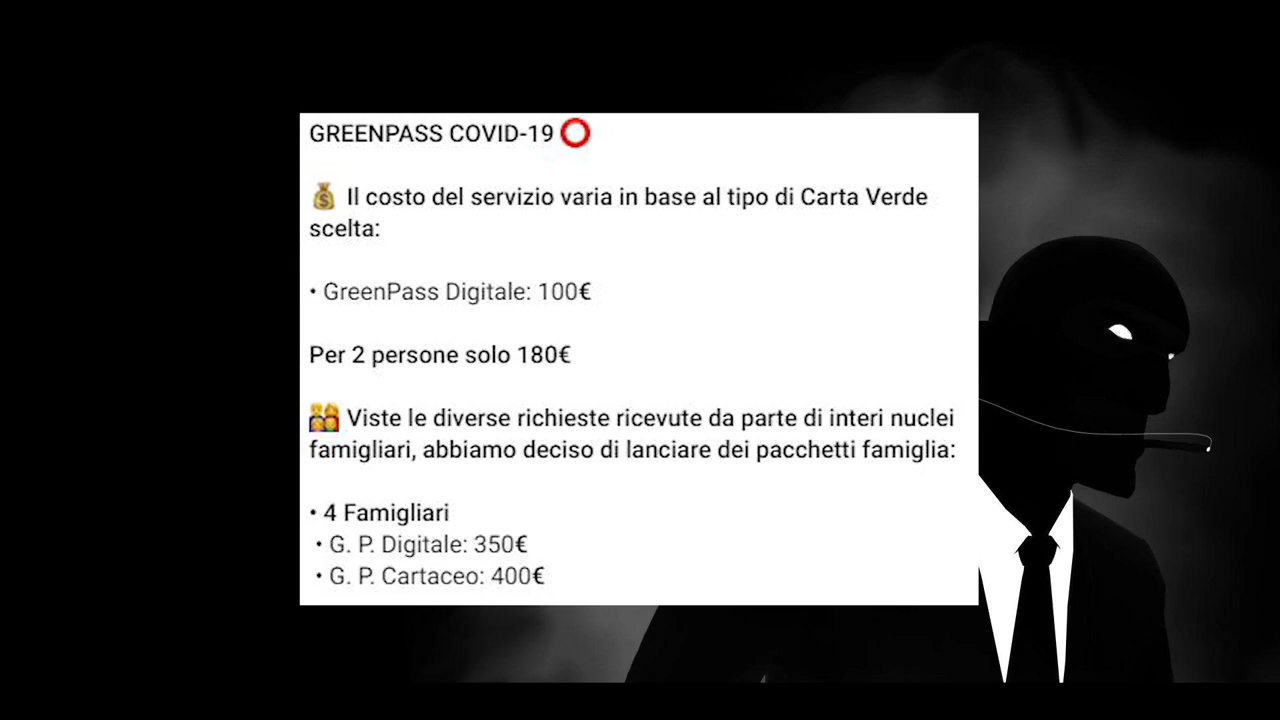 GREENPASS COVID-19 ⭕
💰 Il costo del servizio varia in base al tipo di Carta Verde
scelta:
• GreenPass Digitale: 100€
Per 2 persone solo 180€
👨‍👩‍👧‍👦 Viste le diverse richieste ricevute da parte di interi nuclei
famigliari, abbiamo deciso di lanciare dei pacchetti famiglia:
• 4 Famigliari
• G. P. Digitale: 350€
• G. P. Cartaceo: 400€